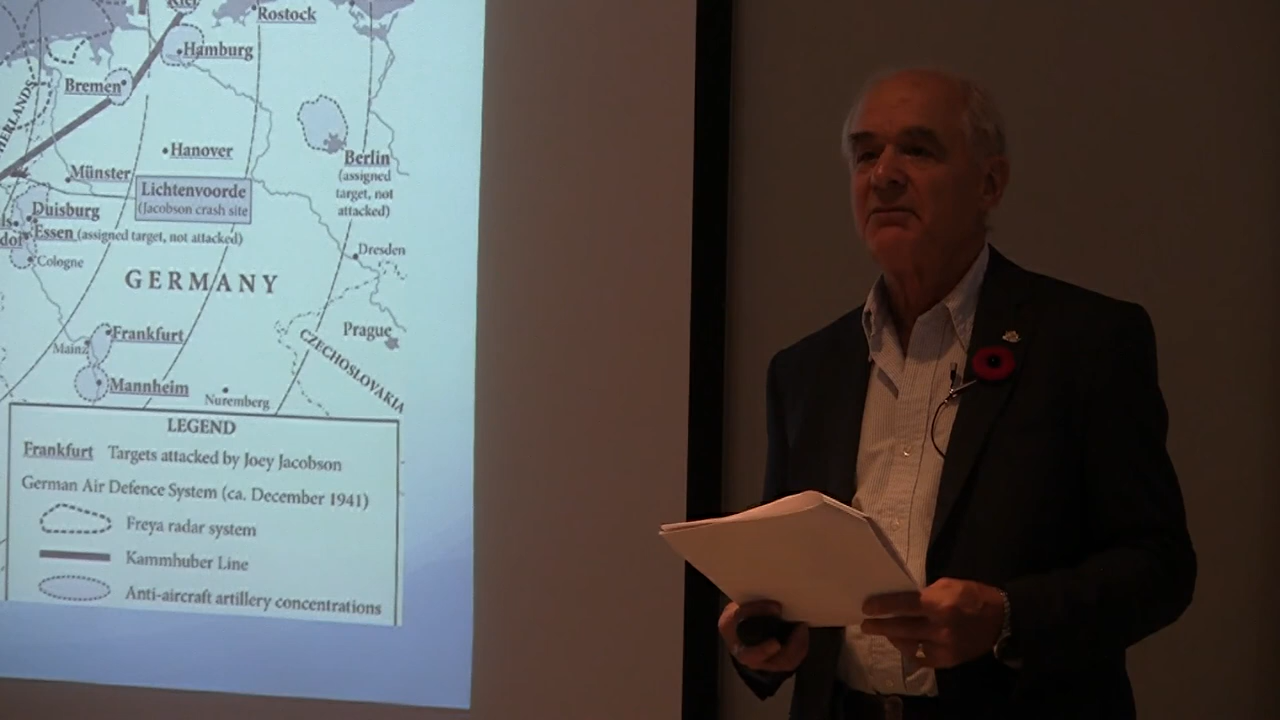 Kiel
Rostock
Hamburg
Bremen
HERLANDS
Hanover
Münster
Berlin
(assigned
target, not
attacked)
Lichtenvoorde
(Jacobson crash site
Duisburg
Essen (assigned target, not attacked)
Cologne
Dresden
GERMANY
Frankfurt
Mainz
Prague
CZECHOSLOVAKIA
Mannheim
Nuremberg
LEGEND
Frankfurt Targets attacked by Joey Jacobson
German Air Defence System (ca. December 1941)
Freya radar system
Kammhuber Line
Anti-aircraft artillery concentrations